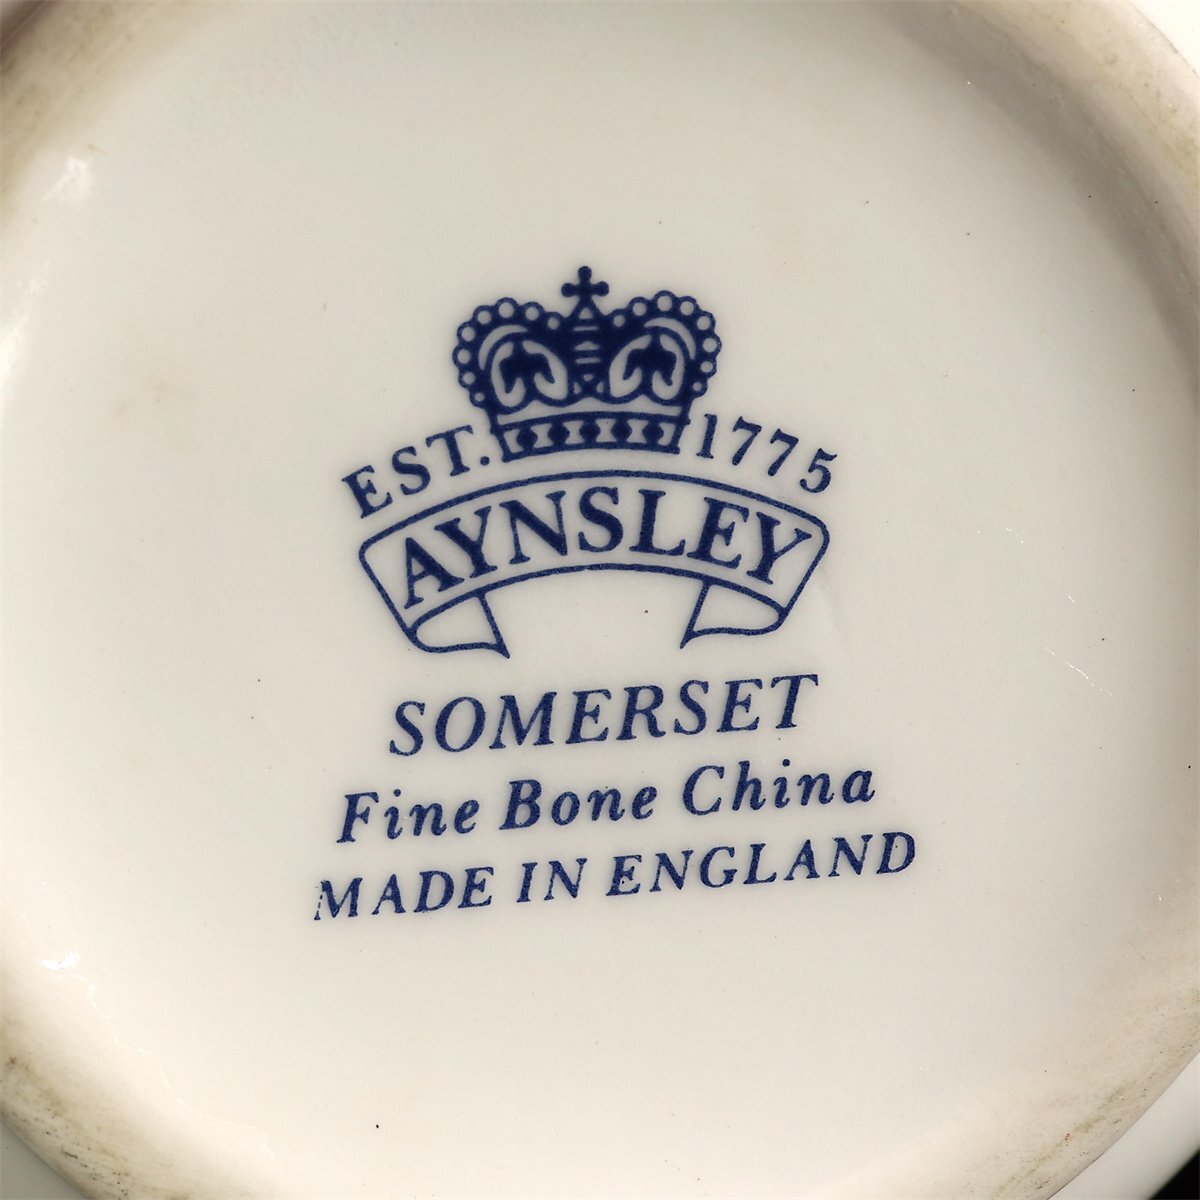 EST. 1775
AYNSLEY
SOMERSET
Fine Bone China
MADE IN ENGLAND